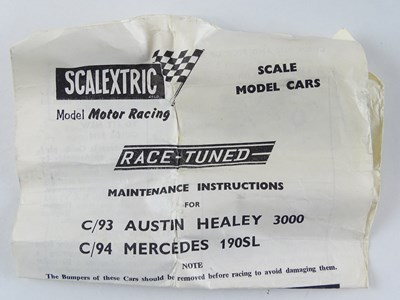 SCALEXTRIC
Model Motor Racing
SCALE
MODEL CARS
RACE-TUNED
MAINTENANCE INSTRUCTIONS
FOR
C/93 AUSTIN HEALEY 3000
C/94 MERCEDES 190SL
NOTE
The Bumpers of these Cars should be removed before racing to avoid damaging them.